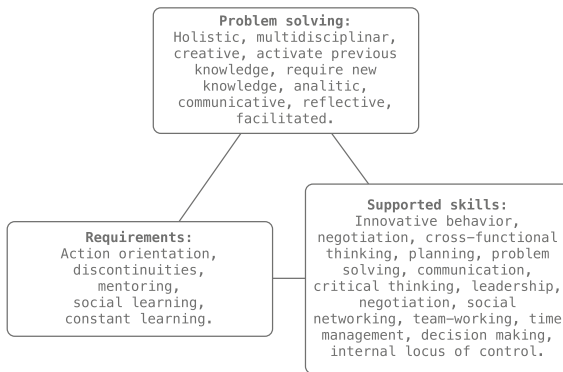 Problem solving:
Holistic, multidisciplinar,
creative, activate previous
knowledge, require new
knowledge, analitic,
communicative, reflective,
facilitated.
Requirements:
Action orientation,
discontinuities,
mentoring,
social learning,
constant learning.
Supported skills:
Innovative behavior,
negotiation, cross-functional
thinking, planning, problem
solving, communication,
critical thinking, leadership,
negotiation, social
networking, team-working, time
management, decision making,
internal locus of control.